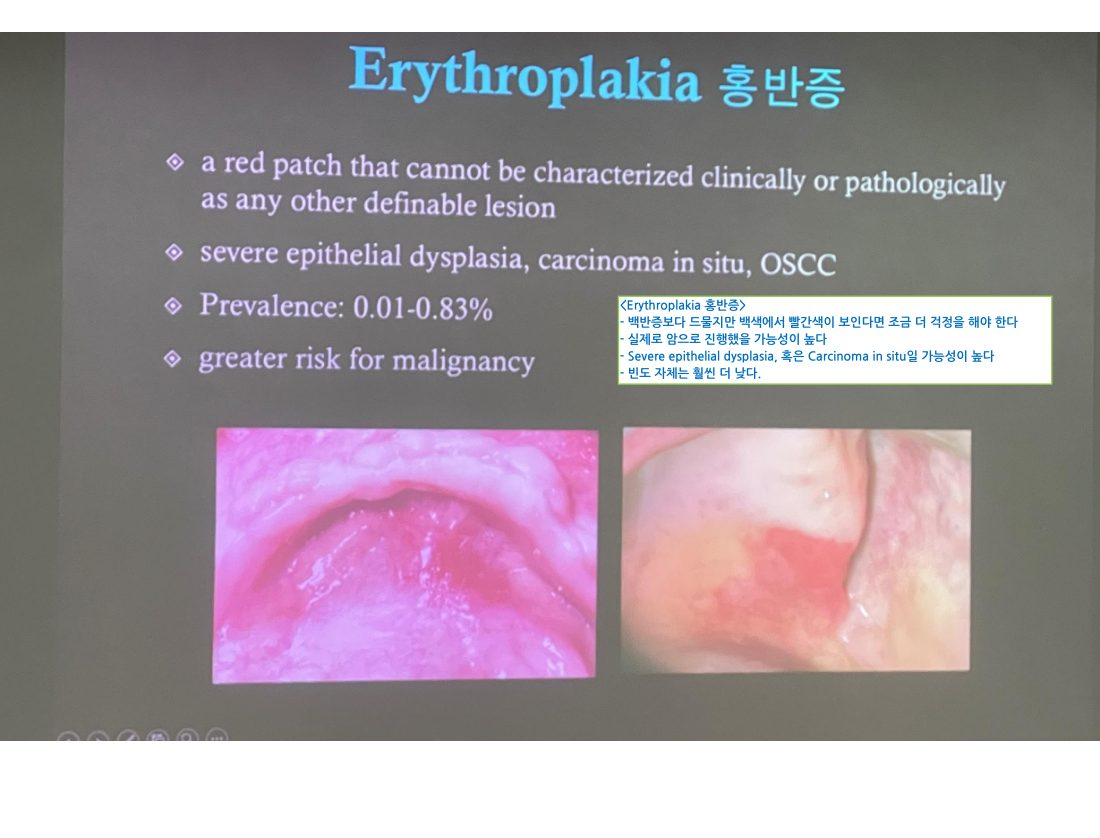 Erythroplakia 홍반증
a red patch that cannot be characterized clinically or pathologically
as any other definable lesion
severe epithelial dysplasia, carcinoma in situ, OSCC
Prevalence: 0.01-0.83%
greater risk for malignancy
<Erythroplakia 홍반증>
- 백반증보다 드물지만 백색에서 빨간색이 보인다면 조금 더 걱정을 해야 한다
- 실제로 암으로 진행했을 가능성이 높다
- Severe epithelial dysplasia, 혹은 Carcinoma in situ일 가능성이 높다
- 빈도 자체는 훨씬 더 낮다.